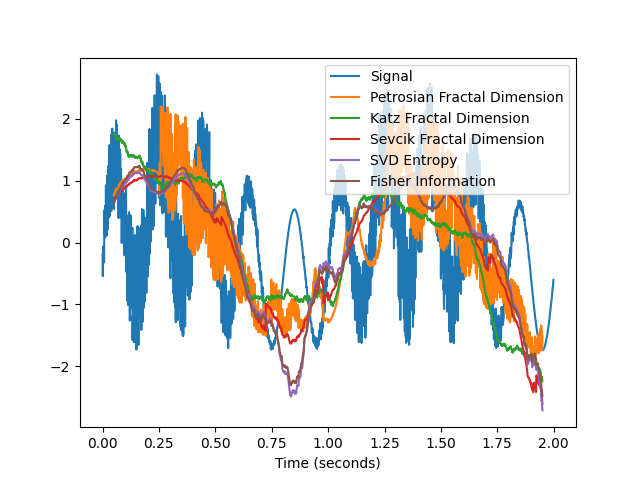 Signal
Petrosian Fractal Dimension
Katz Fractal Dimension
Sevcik Fractal Dimension
SVD Entropy
Fisher Information
2
1
0
−1
−2
0.00 0.25 0.50 0.75 1.00 1.25 1.50 1.75 2.00
Time (seconds)